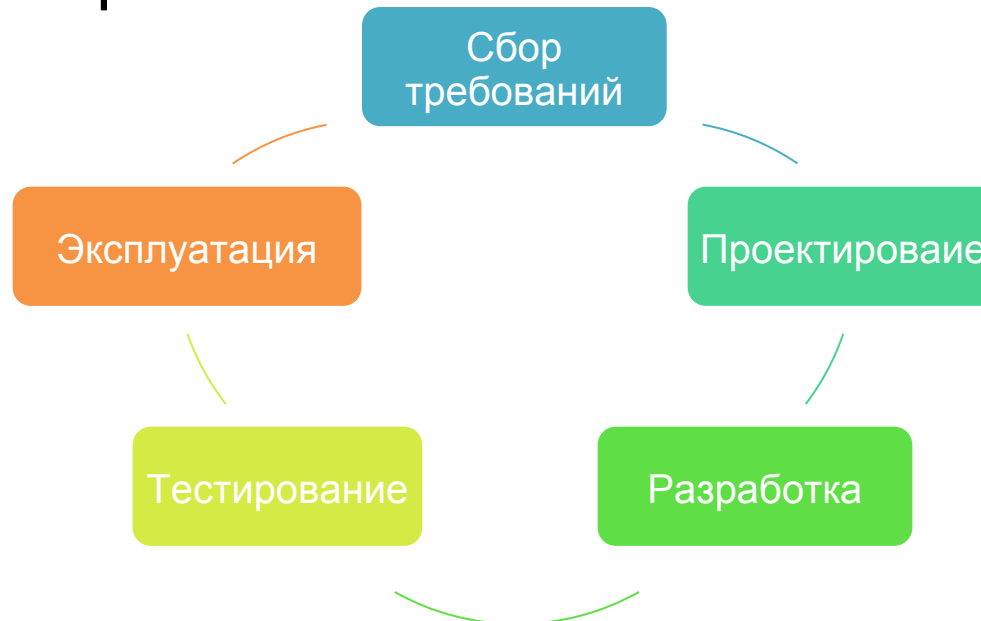 Сбор
требований
Проектироваие
Эксплуатация
Разработка
Тестирование